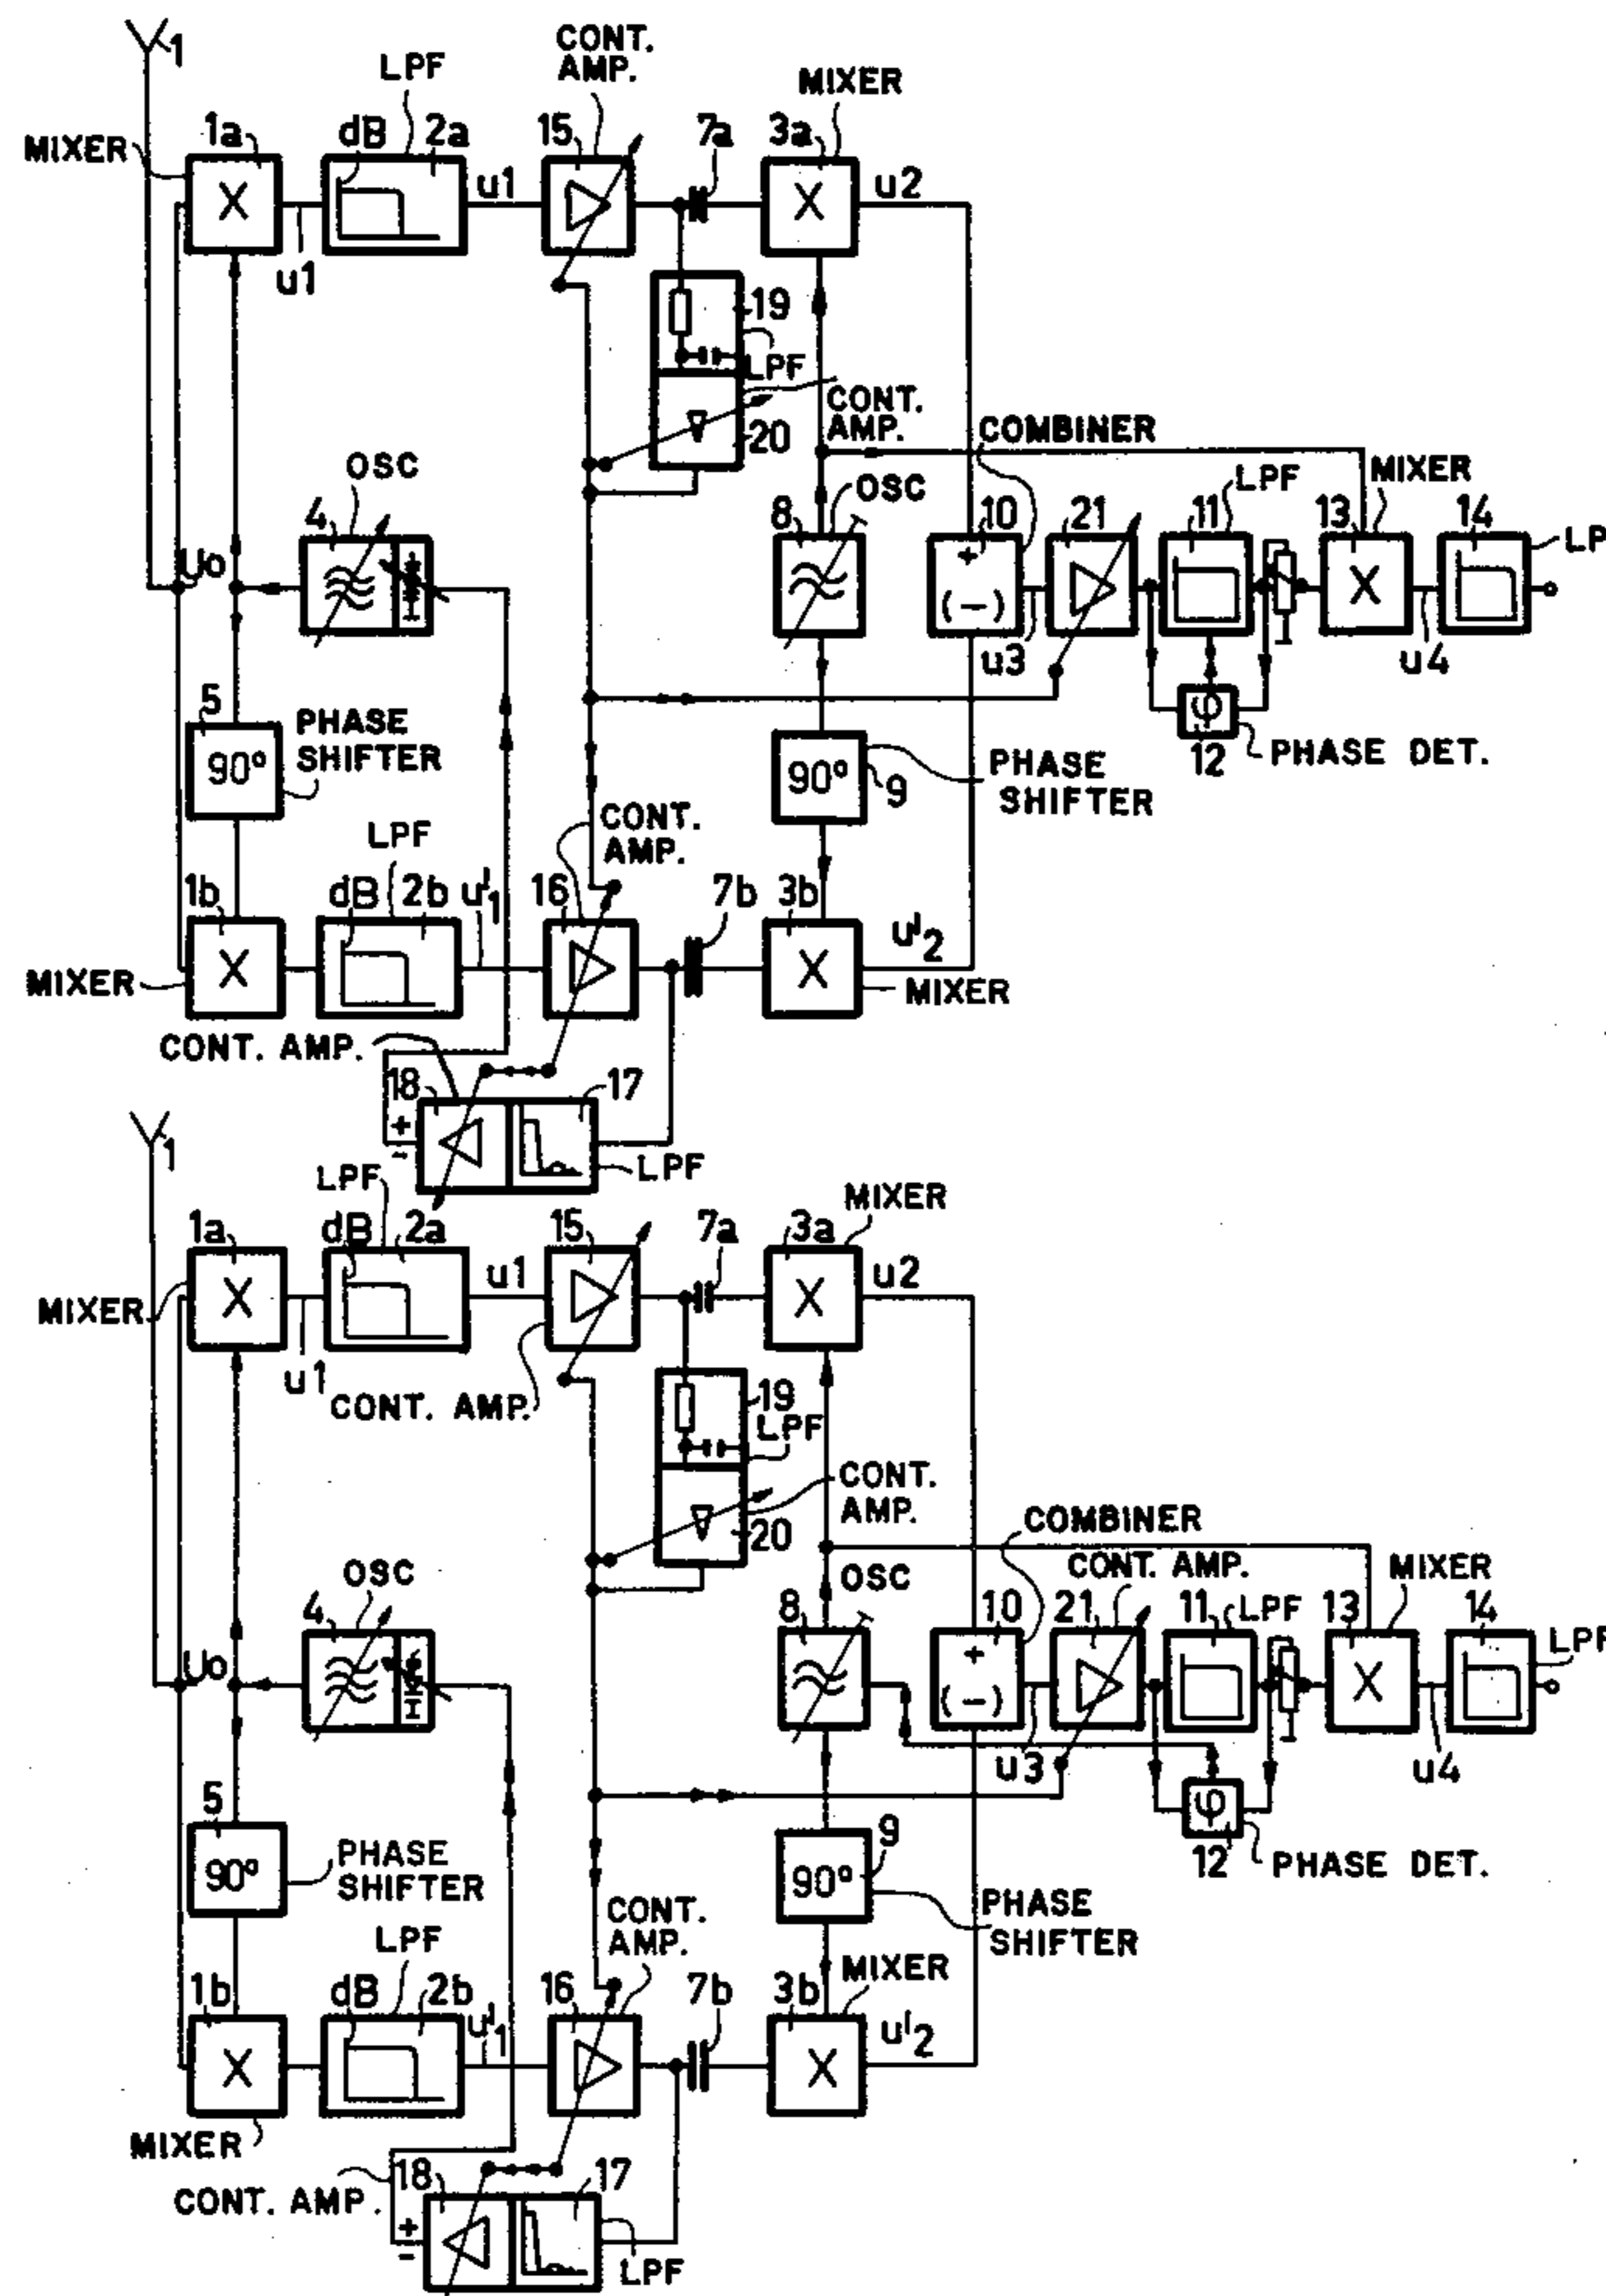 1
CONT.
AMP.
LPF
MIXER
MIXER
1a
dB
2a
15
7a
3a
X
u1
X
u2
u1
19
LPF
CONT.
AMP.
20
COMBINER
OSC
OSC
LPF
MIXER
4
8
10
21
11
13
14
LP
Uo
+
(-)
X
u3
u4
5
PHASE
SHIFTER
90°
φ
12
PHASE DET.
90°
9
PHASE
SHIFTER
CONT.
AMP.
LPF
1b
dB
2b
u'1
16
7b
3b
u'2
X
X
MIXER
MIXER
CONT. AMP.
18
17
+
-
LPF
1
LPF
MIXER
1a
dB
2a
15
7a
3a
u1
u2
MIXER
X
X
u1
CONT. AMP.
19
LPF
CONT.
AMP.
20
COMBINER
OSC
OSC
CONT. AMP.
MIXER
4
8
10
21
11
LPF
13
14
LPF
Uo
+
(-)
X
u3
u4
5
PHASE
SHIFTER
90°
9
90°
φ
12
PHASE DET.
PHASE
SHIFTER
CONT.
AMP.
LPF
MIXER
1b
dB
2b
u'1
16
7b
3b
u'2
X
X
MIXER
18
17
CONT. AMP.
+
-
LPF